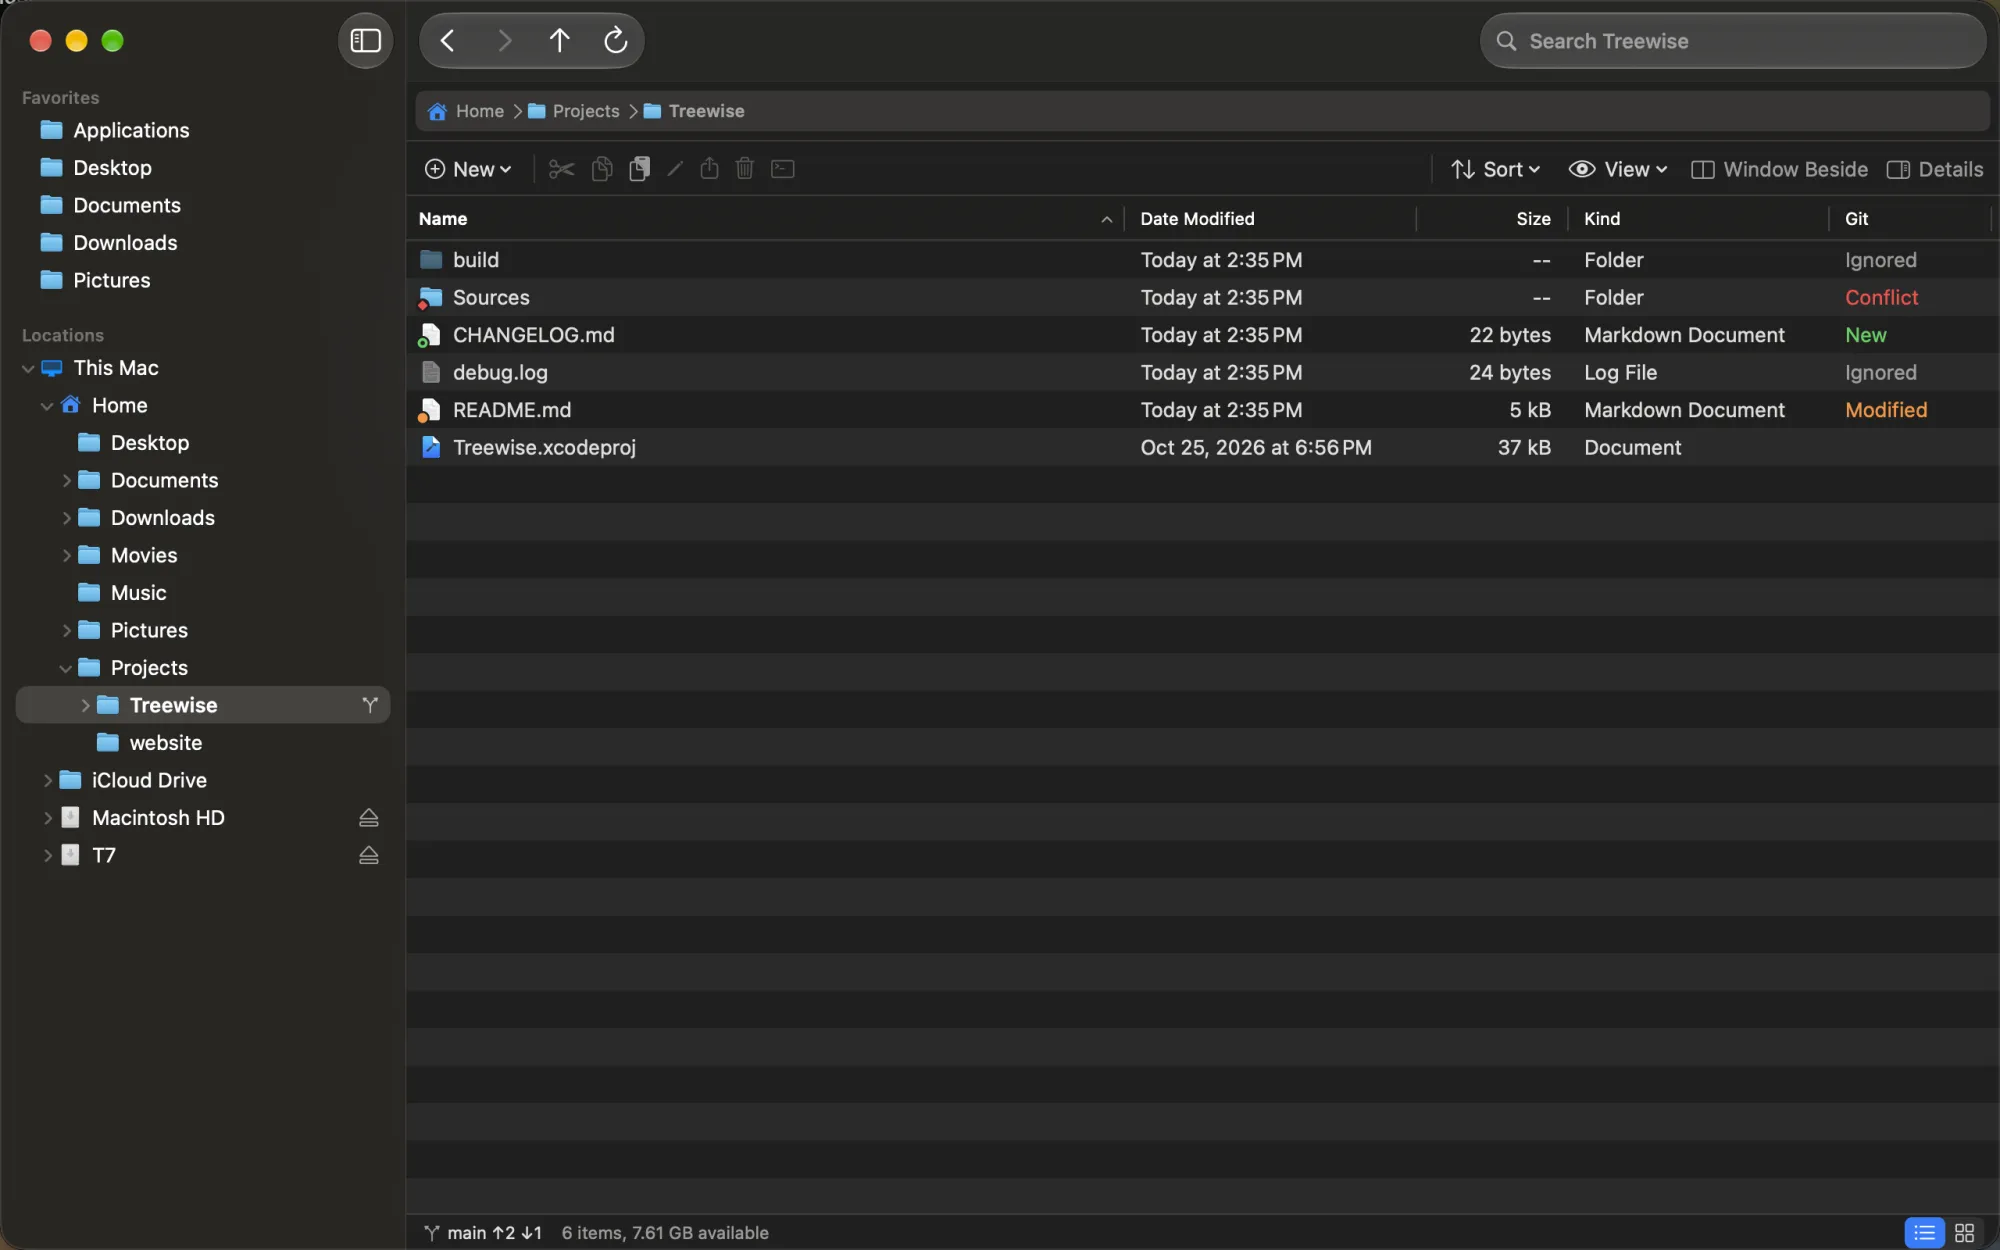 Search Treewise
Favorites
Applications
Desktop
Documents
Downloads
Pictures
Locations
This Mac
Home
Desktop
Documents
Downloads
Movies
Music
Pictures
Projects
Treewise
website
iCloud Drive
Macintosh HD
T7
Home Projects Treewise
New Sort View Window Beside Details
Name Date Modified Size Kind Git
build Today at 2:35 PM -- Folder Ignored
Sources Today at 2:35 PM -- Folder Conflict
CHANGELOG.md Today at 2:35 PM 22 bytes Markdown Document New
debug.log Today at 2:35 PM 24 bytes Log File Ignored
README.md Today at 2:35 PM 5 kB Markdown Document Modified
Treewise.xcodeproj Oct 25, 2026 at 6:56 PM 37 kB Document
main ↑2 ↓1 6 items, 7.61 GB available